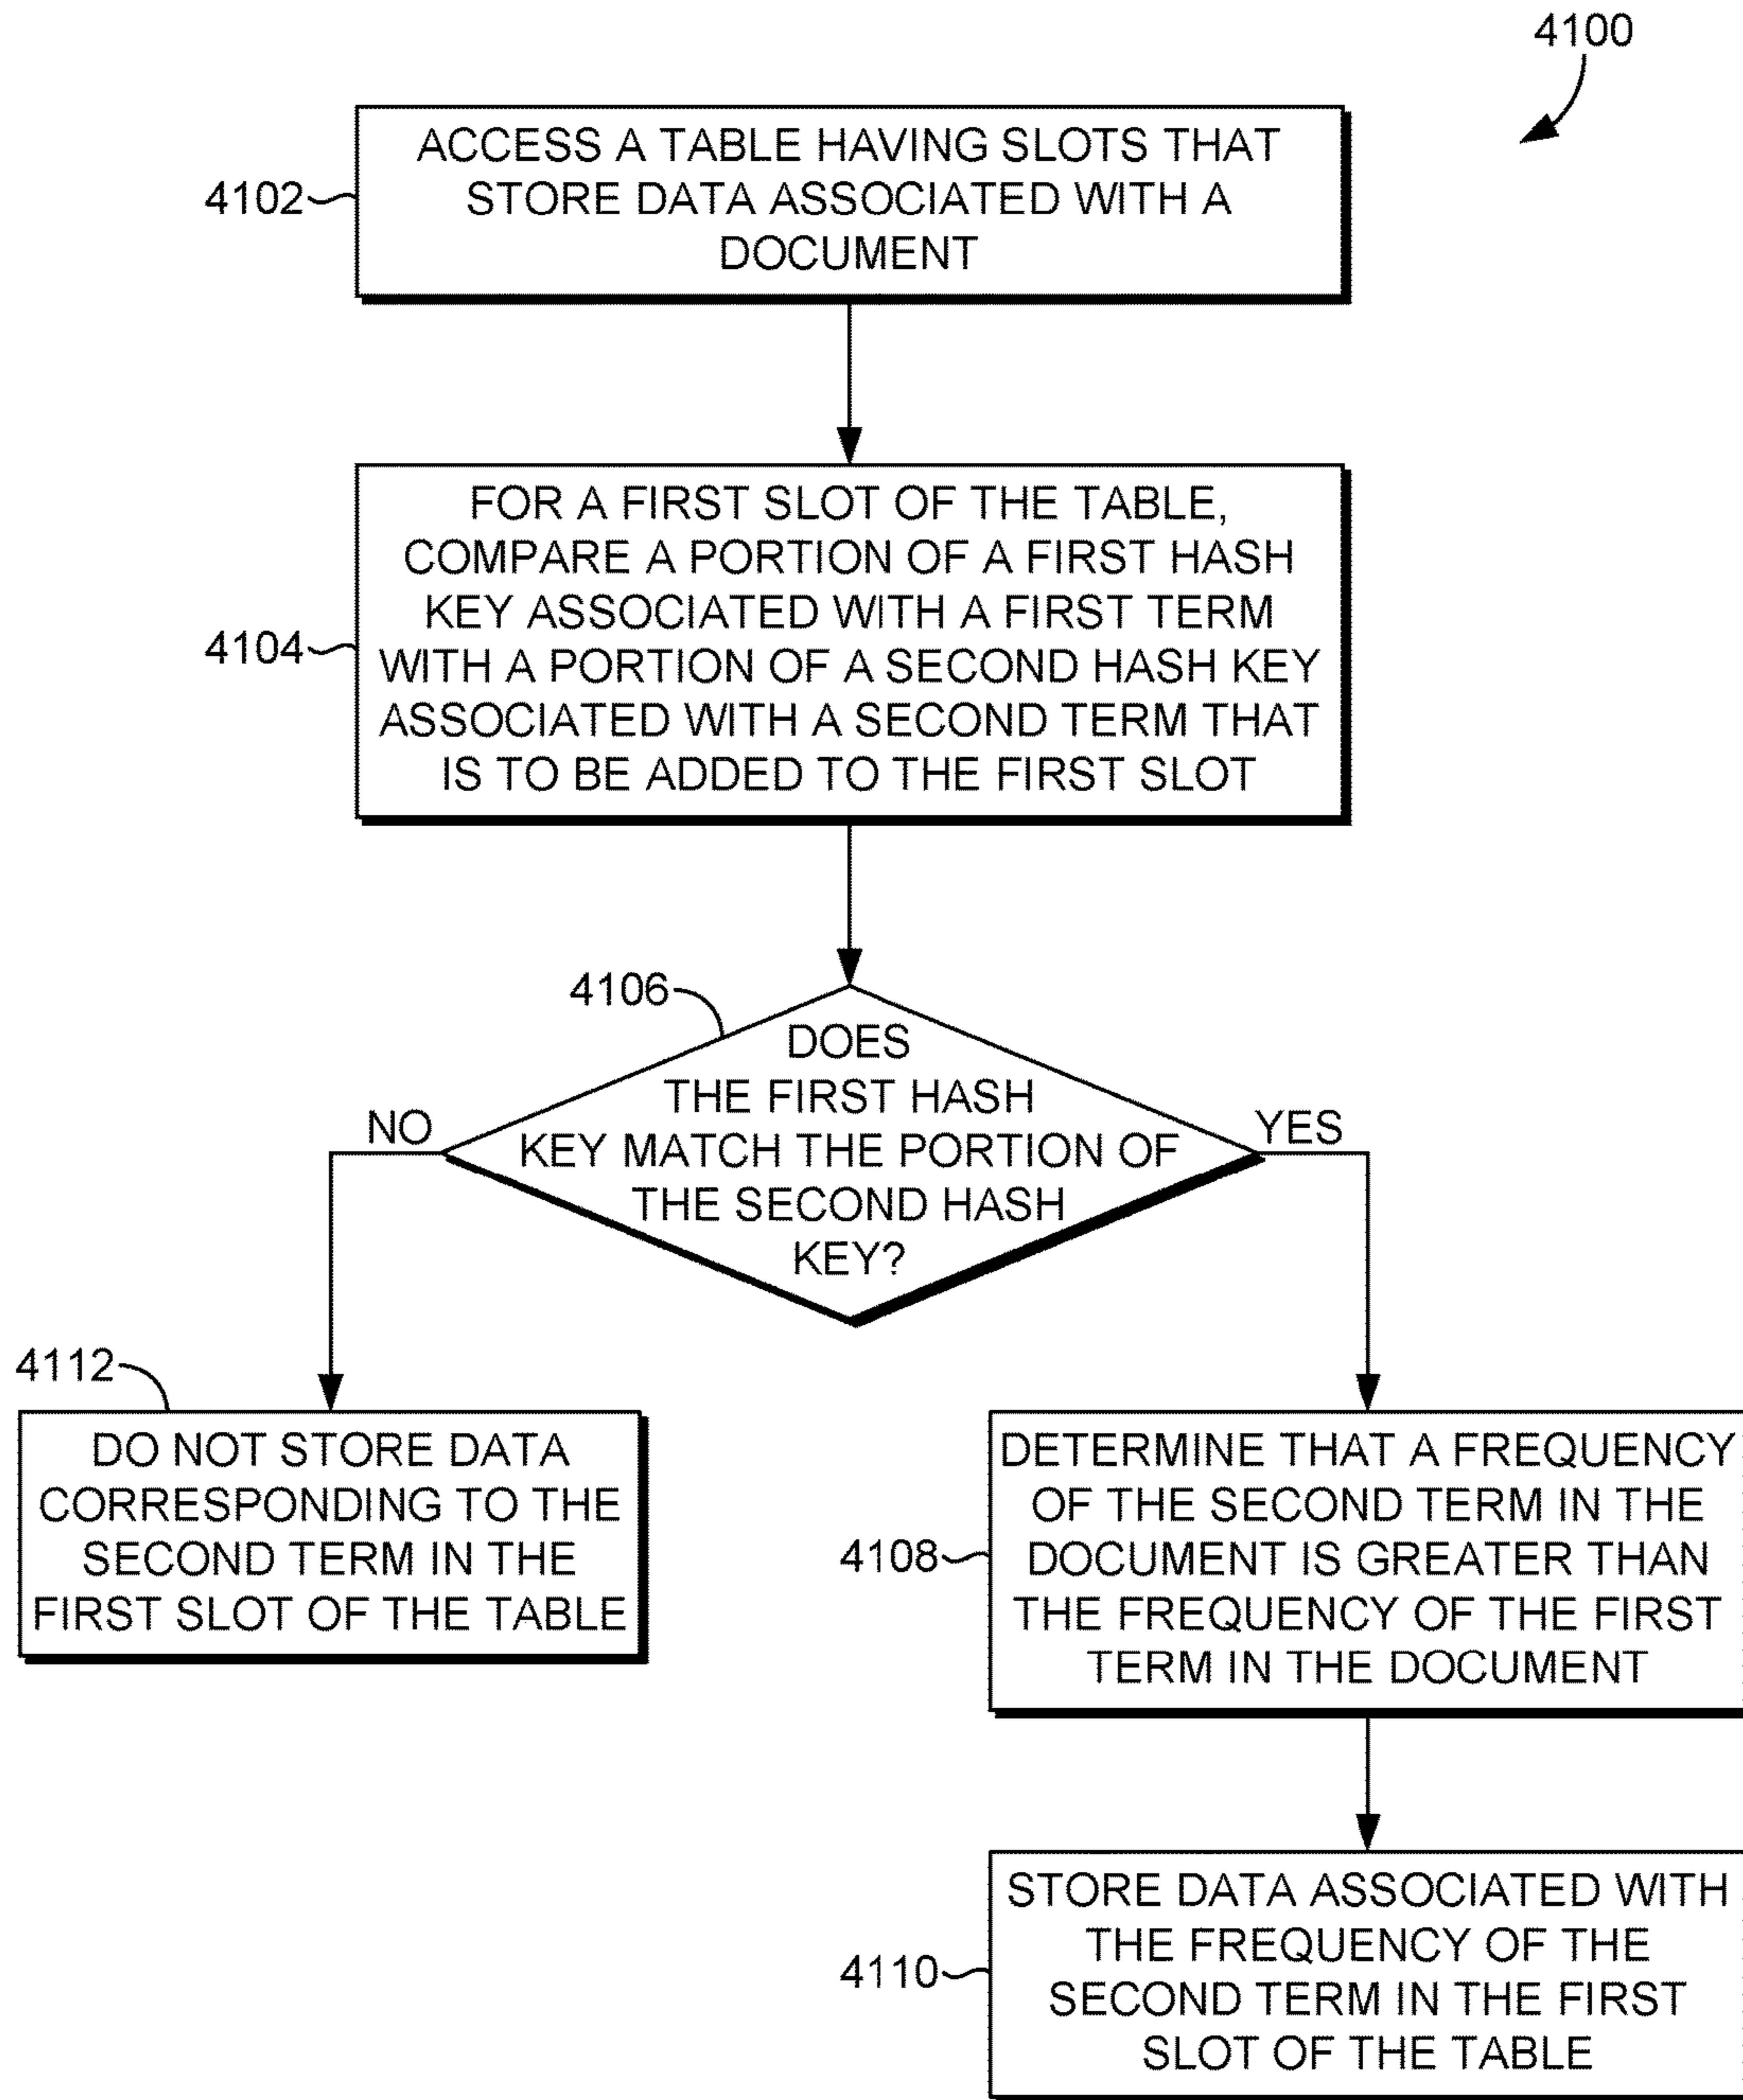 4100
ACCESS A TABLE HAVING SLOTS THAT
STORE DATA ASSOCIATED WITH A
DOCUMENT
4102
FOR A FIRST SLOT OF THE TABLE,
COMPARE A PORTION OF A FIRST HASH
KEY ASSOCIATED WITH A FIRST TERM
WITH A PORTION OF A SECOND HASH KEY
ASSOCIATED WITH A SECOND TERM THAT
IS TO BE ADDED TO THE FIRST SLOT
4104
4106
DOES
THE FIRST HASH
KEY MATCH THE PORTION OF
THE SECOND HASH
KEY?
NO
YES
4112
DO NOT STORE DATA
CORRESPONDING TO THE
SECOND TERM IN THE
FIRST SLOT OF THE TABLE
DETERMINE THAT A FREQUENCY
OF THE SECOND TERM IN THE
DOCUMENT IS GREATER THAN
THE FREQUENCY OF THE FIRST
TERM IN THE DOCUMENT
4108
STORE DATA ASSOCIATED WITH
THE FREQUENCY OF THE
SECOND TERM IN THE FIRST
SLOT OF THE TABLE
4110